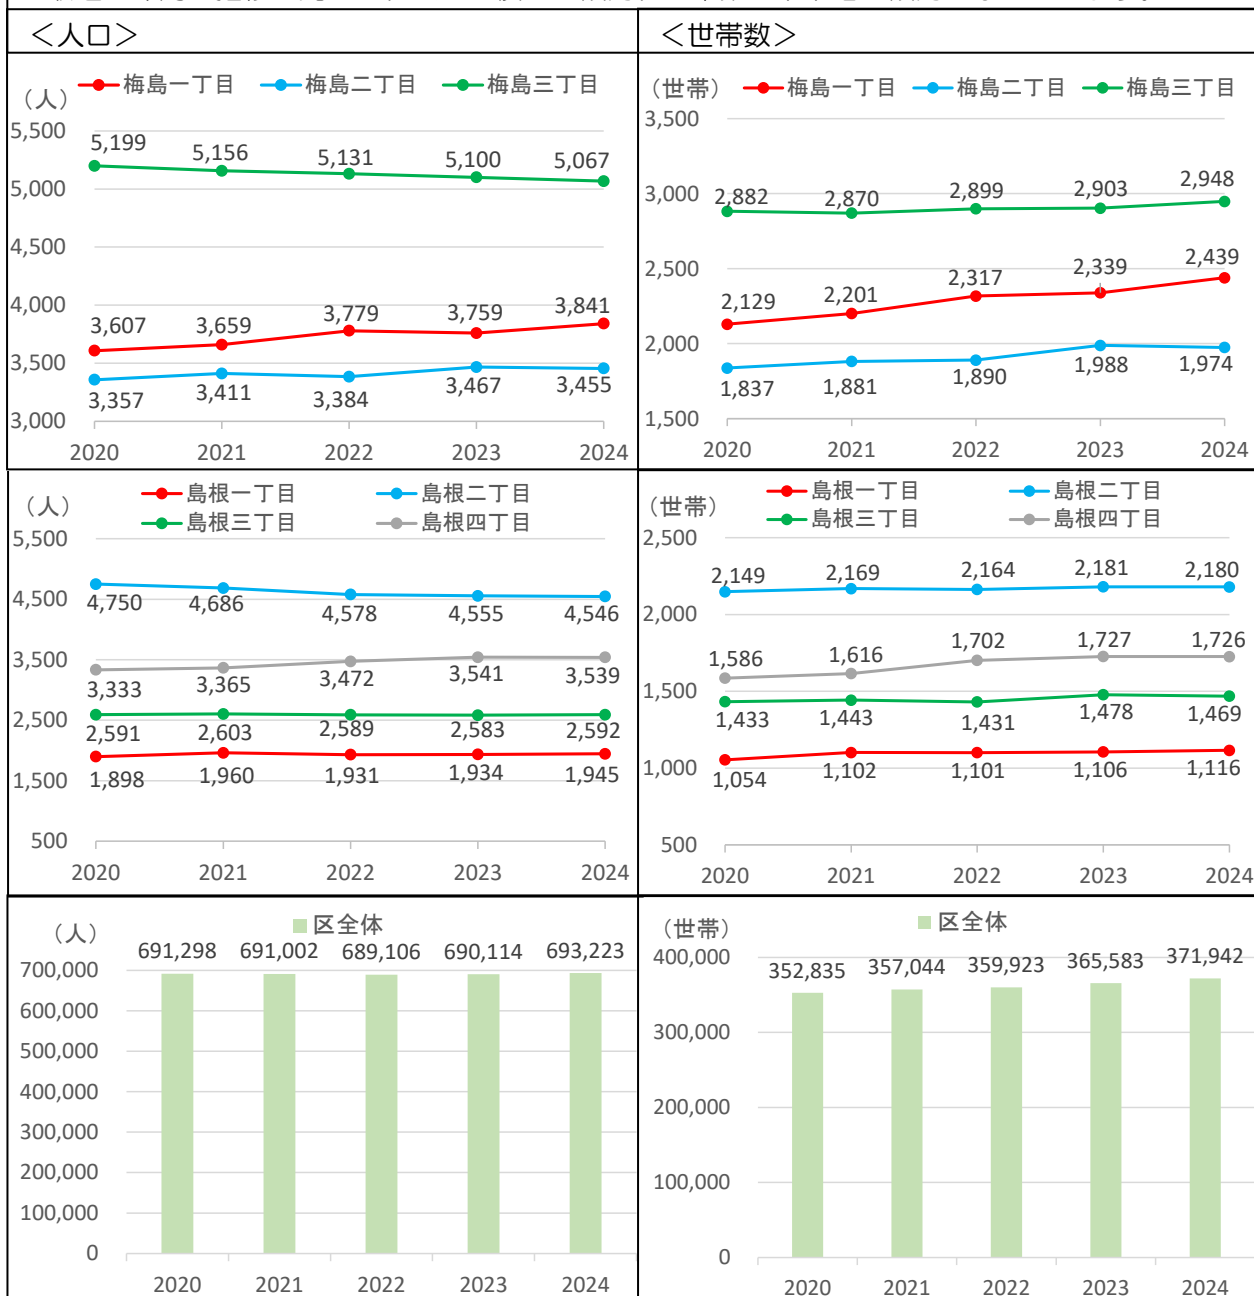 ＜人口＞
＜世帯数＞
（人）
梅島一丁目 梅島二丁目 梅島三丁目
5,500
5,000
4,500
4,000
3,500
3,000
5,199 5,156 5,131 5,100 5,067
3,607 3,659 3,779 3,759 3,841
3,357 3,411 3,384 3,467 3,455
2020 2021 2022 2023 2024
（世帯）
梅島一丁目 梅島二丁目 梅島三丁目
3,500
3,000
2,500
2,000
1,500
2,882 2,870 2,899 2,903 2,948
2,129 2,201 2,317 2,339 2,439
1,837 1,881 1,890 1,988 1,974
2020 2021 2022 2023 2024
（人）
島根一丁目 島根二丁目
島根三丁目 島根四丁目
5,500
4,500
3,500
2,500
1,500
500
4,750 4,686 4,578 4,555 4,546
3,333 3,365 3,472 3,541 3,539
2,591 2,603 2,589 2,583 2,592
1,898 1,960 1,931 1,934 1,945
2020 2021 2022 2023 2024
（世帯）
島根一丁目 島根二丁目
島根三丁目 島根四丁目
2,500
2,000
1,500
1,000
500
2,149 2,169 2,164 2,181 2,180
1,586 1,616 1,702 1,727 1,726
1,433 1,443 1,431 1,478 1,469
1,054 1,102 1,101 1,106 1,116
2020 2021 2022 2023 2024
（人）
区全体
691,298 691,002 689,106 690,114 693,223
700,000
600,000
500,000
400,000
300,000
200,000
100,000
0
2020 2021 2022 2023 2024
（世帯）
区全体
352,835 357,044 359,923 365,583 371,942
400,000
300,000
200,000
100,000
0
2020 2021 2022 2023 2024